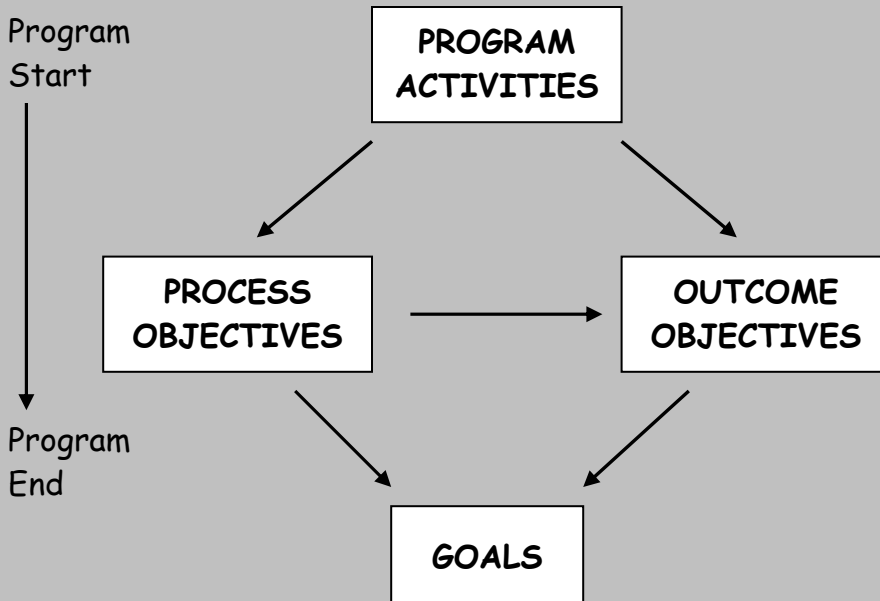 Program
Start
PROGRAM
ACTIVITIES
PROCESS
OBJECTIVES
OUTCOME
OBJECTIVES
Program
End
GOALS